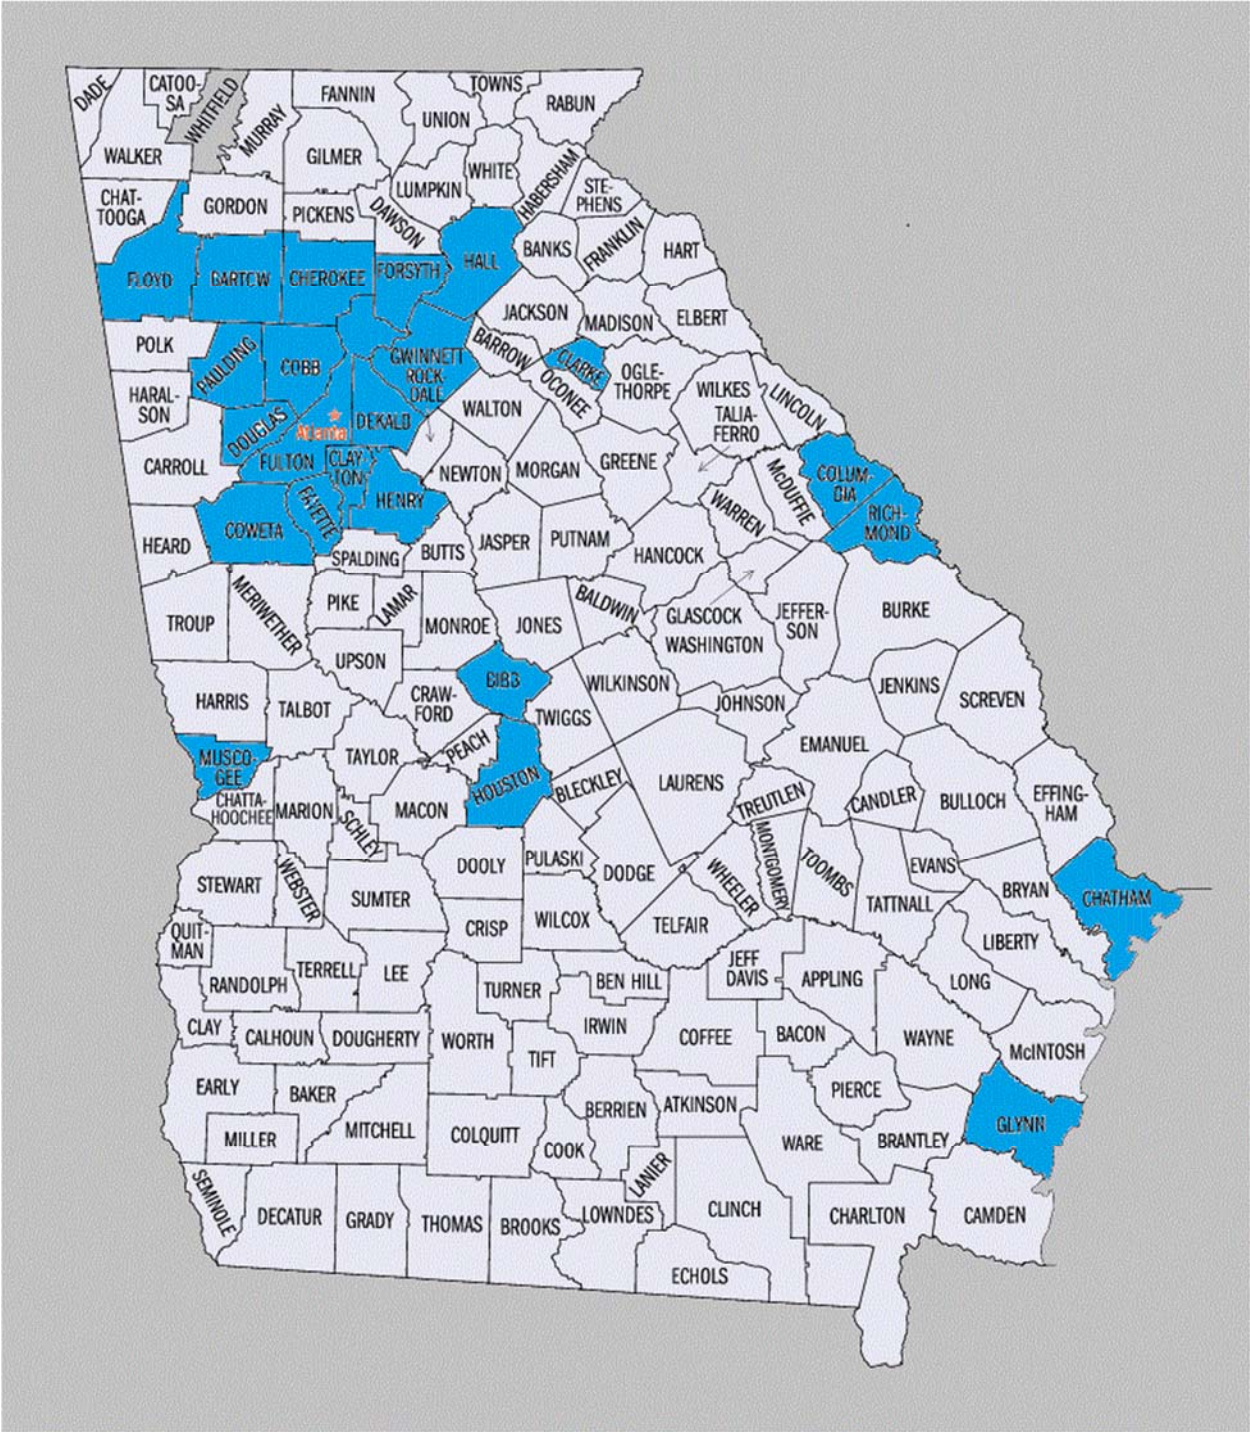 DADE
CATOO-
SA
WHITFIELD
MURRAY
FANNIN
TOWNS
UNION
RABUN
WALKER
GILMER
WHITE
LUMPKIN
HABERSHAM
STE-
PHENS
CHAT-
TOOGA
GORDON
PICKENS
DAWSON
BANKS
FRANKLIN
HART
FLOYD
BARTOW
CHEROKEE
FORSYTH
HALL
JACKSON
MADISON
ELBERT
POLK
PAULDING
COBB
GWINNETT
ROCK-
DALE
BARROW
CLARKE
OCONEE
OGLE-
THORPE
WILKES
TALIA-
FERRO
LINCOLN
HARAL-
SON
DOUGLAS
Atlanta
DEKALB
WALTON
CARROLL
FULTON
CLAY-
TON
HENRY
NEWTON
MORGAN
GREENE
McDUFFIE
COLUM-
BIA
COWETA
FAYETTE
WARREN
RICH-
MOND
HEARD
SPALDING
BUTTS
JASPER
PUTNAM
HANCOCK
TROUP
MERIWETHER
PIKE
LAMAR
MONROE
JONES
BALDWIN
GLASCOCK
WASHINGTON
JEFFER-
SON
BURKE
UPSON
BIBB
WILKINSON
JENKINS
SCREVEN
HARRIS
TALBOT
CRAW-
FORD
TWIGGS
JOHNSON
MUSCO-
GEE
TAYLOR
PEACH
HOUSTON
BLECKLEY
LAURENS
EMANUEL
CHATTA-
HOOCHEE
MARION
SCHLEY
MACON
TREUTLEN
CANDLER
BULLOCH
EFFING-
HAM
STEWART
WEBSTER
SUMTER
DOOLY
PULASKI
DODGE
WHEELER
MONTGOMERY
TOOMBS
EVANS
TATTNALL
BRYAN
CHATHAM
QUIT-
MAN
CRISP
WILCOX
TELFAIR
LIBERTY
RANDOLPH
TERRELL
LEE
TURNER
BEN HILL
JEFF
DAVIS
APPLING
LONG
CLAY
CALHOUN
DOUGHERTY
WORTH
TIFT
IRWIN
COFFEE
BACON
WAYNE
McINTOSH
EARLY
BAKER
BERRIEN
ATKINSON
PIERCE
MILLER
MITCHELL
COLQUITT
COOK
WARE
BRANTLEY
GLYNN
SEMINOLE
DECATUR
GRADY
THOMAS
BROOKS
LANIER
LOWNDES
CLINCH
CHARLTON
CAMDEN
ECHOLS